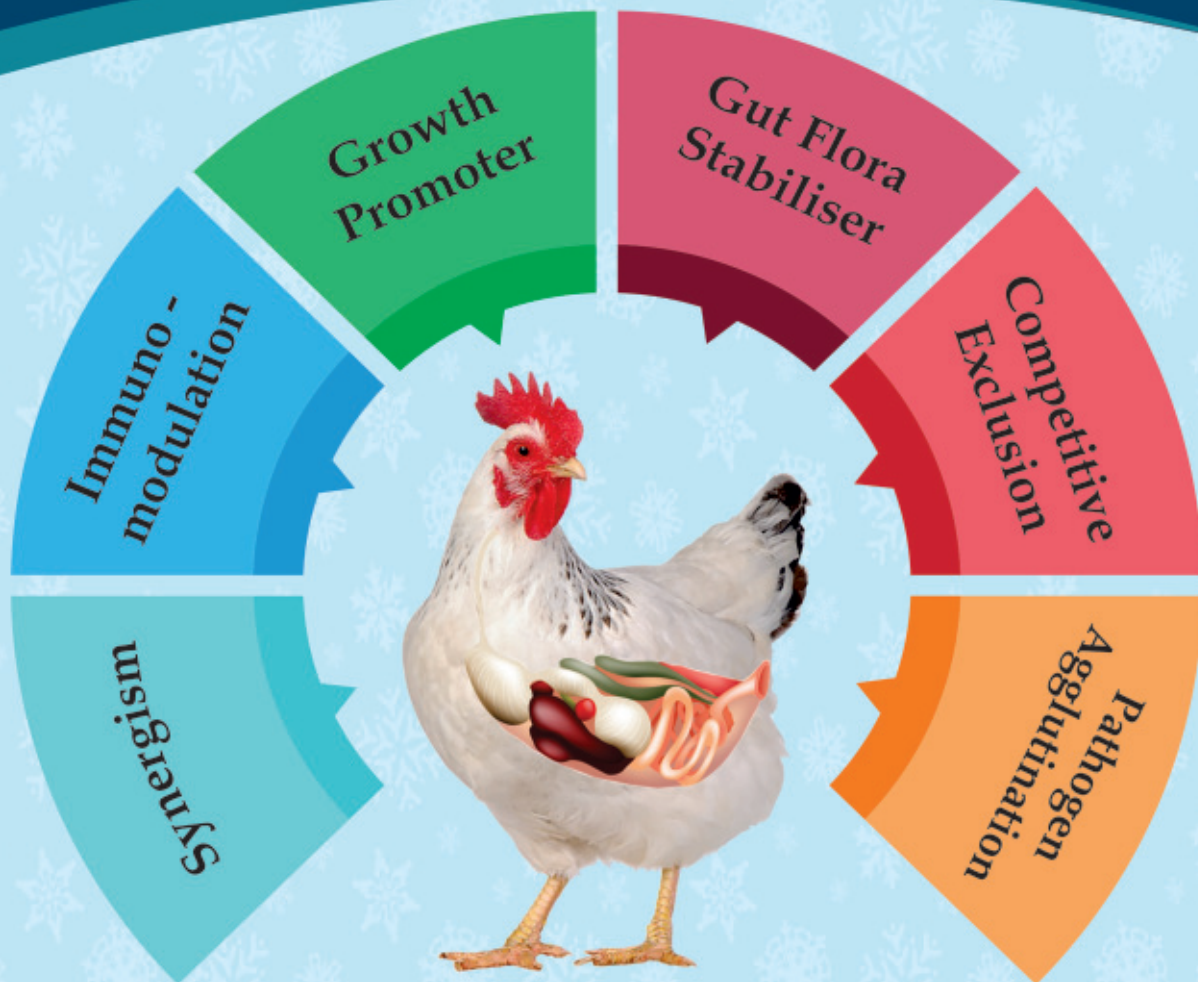 Growth
Promoter
Gut Flora
Stabiliser
Immuno -
modulation
Competitive
Exclusion
Synergism
Pathogen
Agglutination